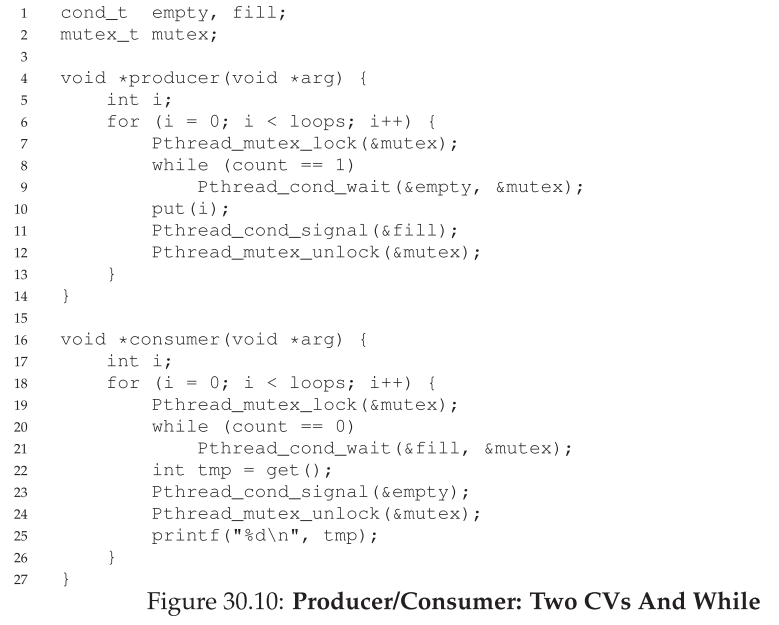 1 cond_t empty, fill;
2 mutex_t mutex;
3
4 void *producer(void *arg) {
5     int i;
6     for (i = 0; i < loops; i++) {
7         Pthread_mutex_lock(&mutex);
8         while (count == 1)
9             Pthread_cond_wait(&empty, &mutex);
10         put(i);
11         Pthread_cond_signal(&fill);
12         Pthread_mutex_unlock(&mutex);
13     }
14 }
15
16 void *consumer(void *arg) {
17     int i;
18     for (i = 0; i < loops; i++) {
19         Pthread_mutex_lock(&mutex);
20         while (count == 0)
21             Pthread_cond_wait(&fill, &mutex);
22         int tmp = get();
23         Pthread_cond_signal(&empty);
24         Pthread_mutex_unlock(&mutex);
25         printf("%d\n", tmp);
26     }
27 }
Figure 30.10: Producer/Consumer: Two CVs And While